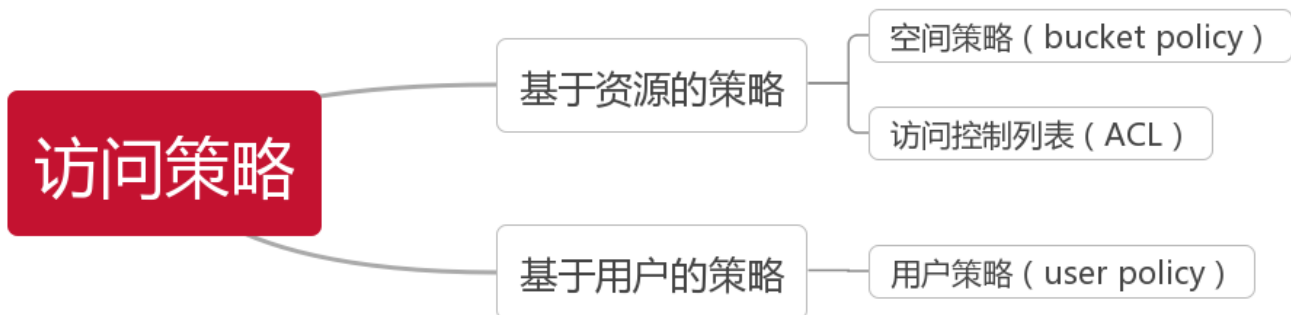 访问策略
基于资源的策略
空间策略（bucket policy）
访问控制列表（ACL）
基于用户的策略
用户策略（user policy）